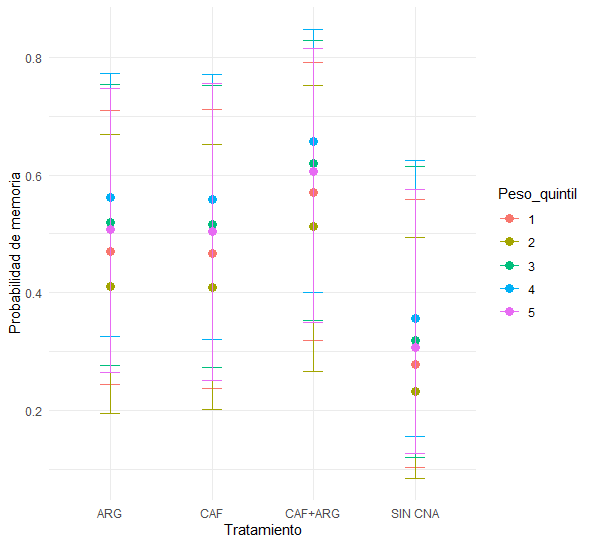 0.8
0.6
0.4
0.2
Probabilidad de memoria
ARG
CAF
CAF+ARG
SIN CNA
Tratamiento
Peso_quintil
1
2
3
4
5